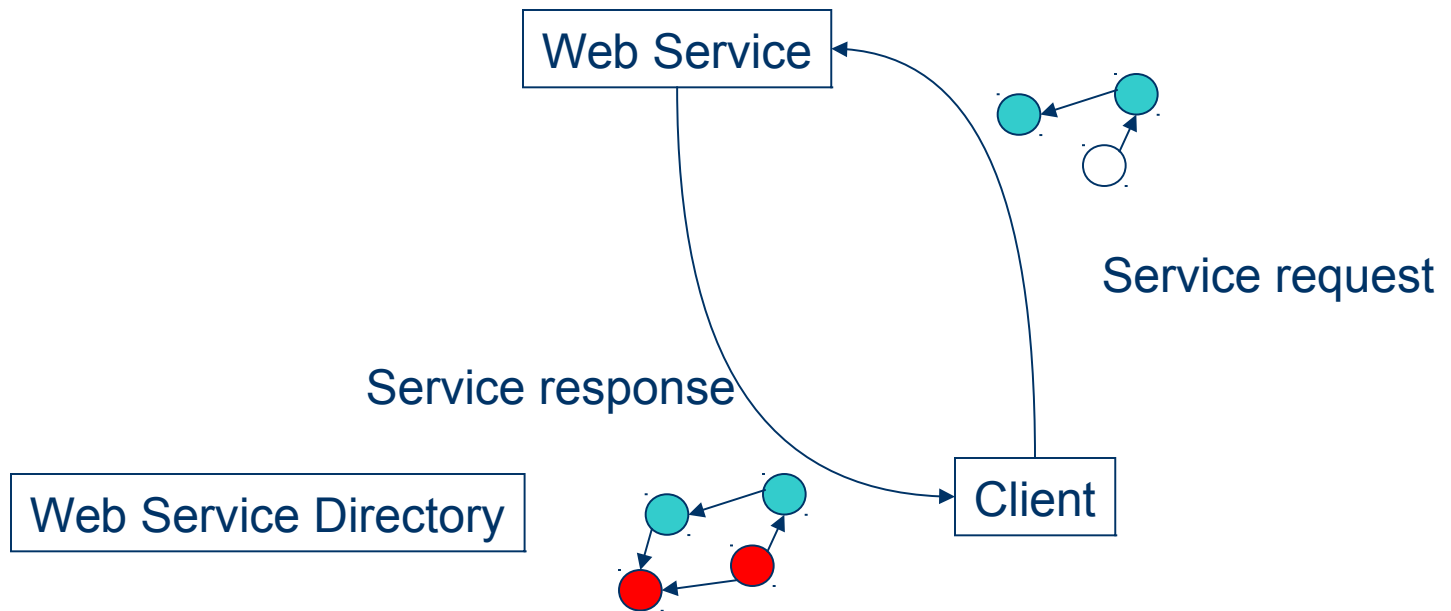 Web Service
Service request
Service response
Web Service Directory
Client